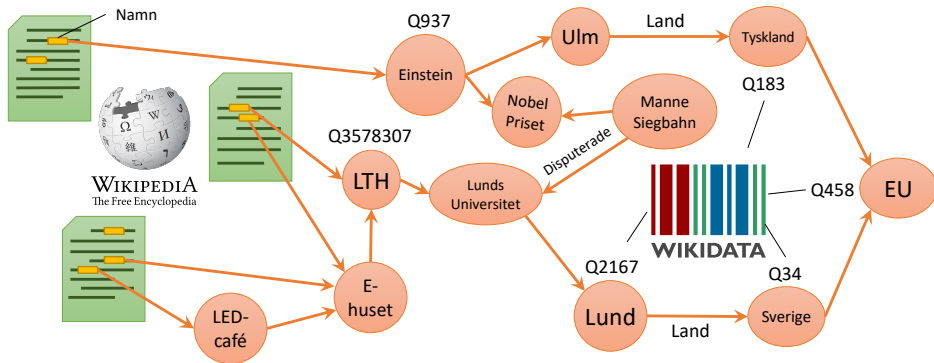 Namn
Q937
Einstein
Ulm
Land
Tyskland
Q183
Nobel
Priset
Manne
Siegbahn
Disputerade
WIKIPEDIA
The Free Encyclopedia
Q3578307
LTH
Lunds
Universitet
WIKIDATA
Q458
EU
Q2167
Q34
E-
huset
LED-
café
Lund
Land
Sverige